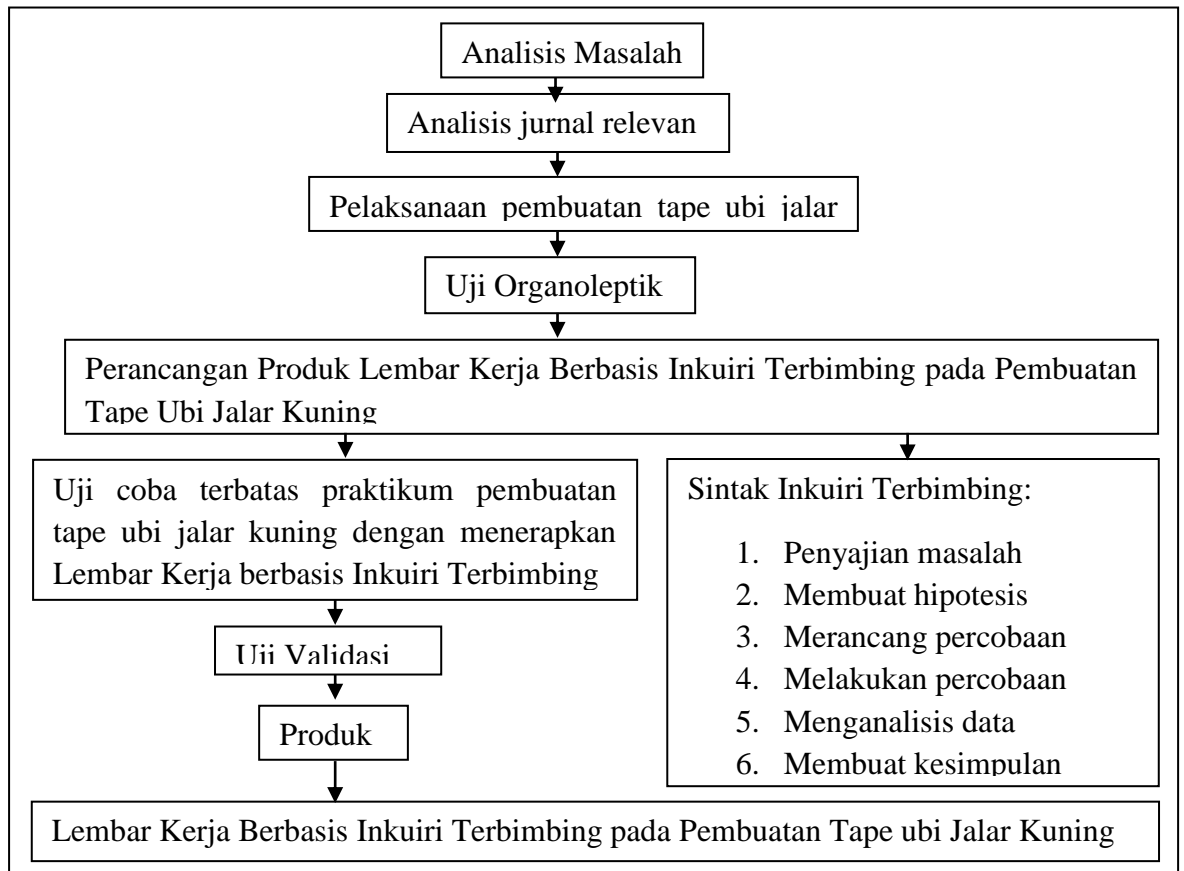 Analisis Masalah
Analisis jurnal relevan
Pelaksanaan pembuatan tape ubi jalar
Uji Organoleptik
Perancangan Produk Lembar Kerja Berbasis Inkuiri Terbimbing pada Pembuatan
Tape Ubi Jalar Kuning
Uji coba terbatas praktikum pembuatan
tape ubi jalar kuning dengan menerapkan
Lembar Kerja berbasis Inkuiri Terbimbing
Uji Validasi
Produk
Sintak Inkuiri Terbimbing:
1. Penyajian masalah
2. Membuat hipotesis
3. Merancang percobaan
4. Melakukan percobaan
5. Menganalisis data
6. Membuat kesimpulan
Lembar Kerja Berbasis Inkuiri Terbimbing pada Pembuatan Tape ubi Jalar Kuning